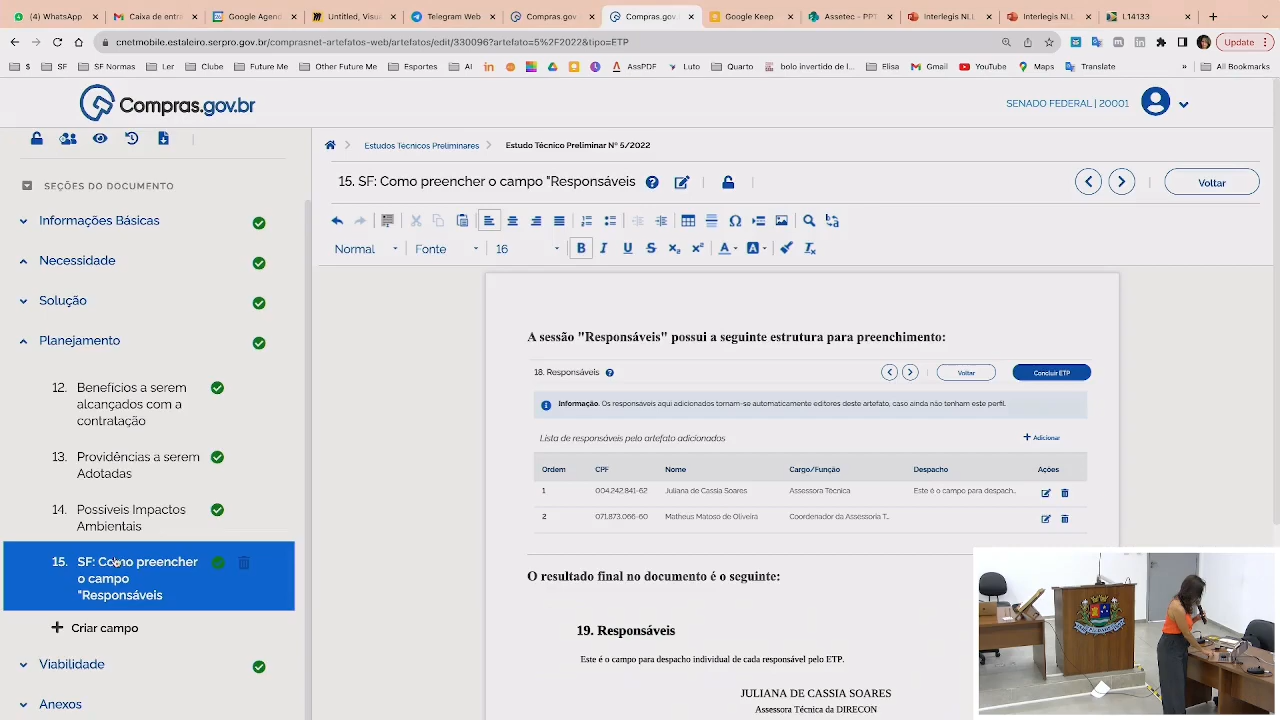 WhatsApp
Caixa de entr
Google Agend
Untitled, Visu
Telegram Web
Compras.gov
Compras.gov
Google Keep
Assetec - PPT
Interlegis NLL
Interlegis NLL
L14133
cnetmobile.estaleiro.serpro.gov.br/comprasnet-artefatos-web/artefatos/edit/330096?artefato=5%2F2022&tipo=ETP
Update
$ SF SF Normas Ler Clube Future Me Other Future Me Esportes AI AssPDF Luto Quarto bolo invertido de l... Elisa Gmail YouTube Maps Translate » All Bookmarks
Compras.gov.br
SENADO FEDERAL | 20001
Estudos Técnicos Preliminares
Estudo Técnico Preliminar Nº 5/2022
SEÇÕES DO DOCUMENTO
Informações Básicas
Necessidade
Solução
Planejamento
12. Benefícios a serem
alcançados com a
contratação
13. Providências a serem
Adotadas
14. Possíveis Impactos
Ambientais
15. SF: Como preencher
o campo
"Responsáveis
Criar campo
Viabilidade
Anexos
15. SF: Como preencher o campo "Responsáveis
Voltar
Normal Fonte 16
A sessão "Responsáveis" possui a seguinte estrutura para preenchimento:
18. Responsáveis
Voltar
Concluir ETP
Informação. Os responsáveis aqui adicionados tornam-se automaticamente editores deste artefato, caso ainda não tenham este perfil.
Lista de responsáveis pelo artefato adicionados
Adicionar
Ordem CPF Nome Cargo/Função Despacho Ações
1 004.242.841-62 Juliana de Cassia Soares Assessora Técnica Este é o campo para despach...
2 071.873.066-60 Matheus Matoso de Oliveira Coordenador da Assessoria T...
O resultado final no documento é o seguinte:
19. Responsáveis
Este é o campo para despacho individual de cada responsável pelo ETP.
JULIANA DE CASSIA SOARES
Assessora Técnica da DIRECON